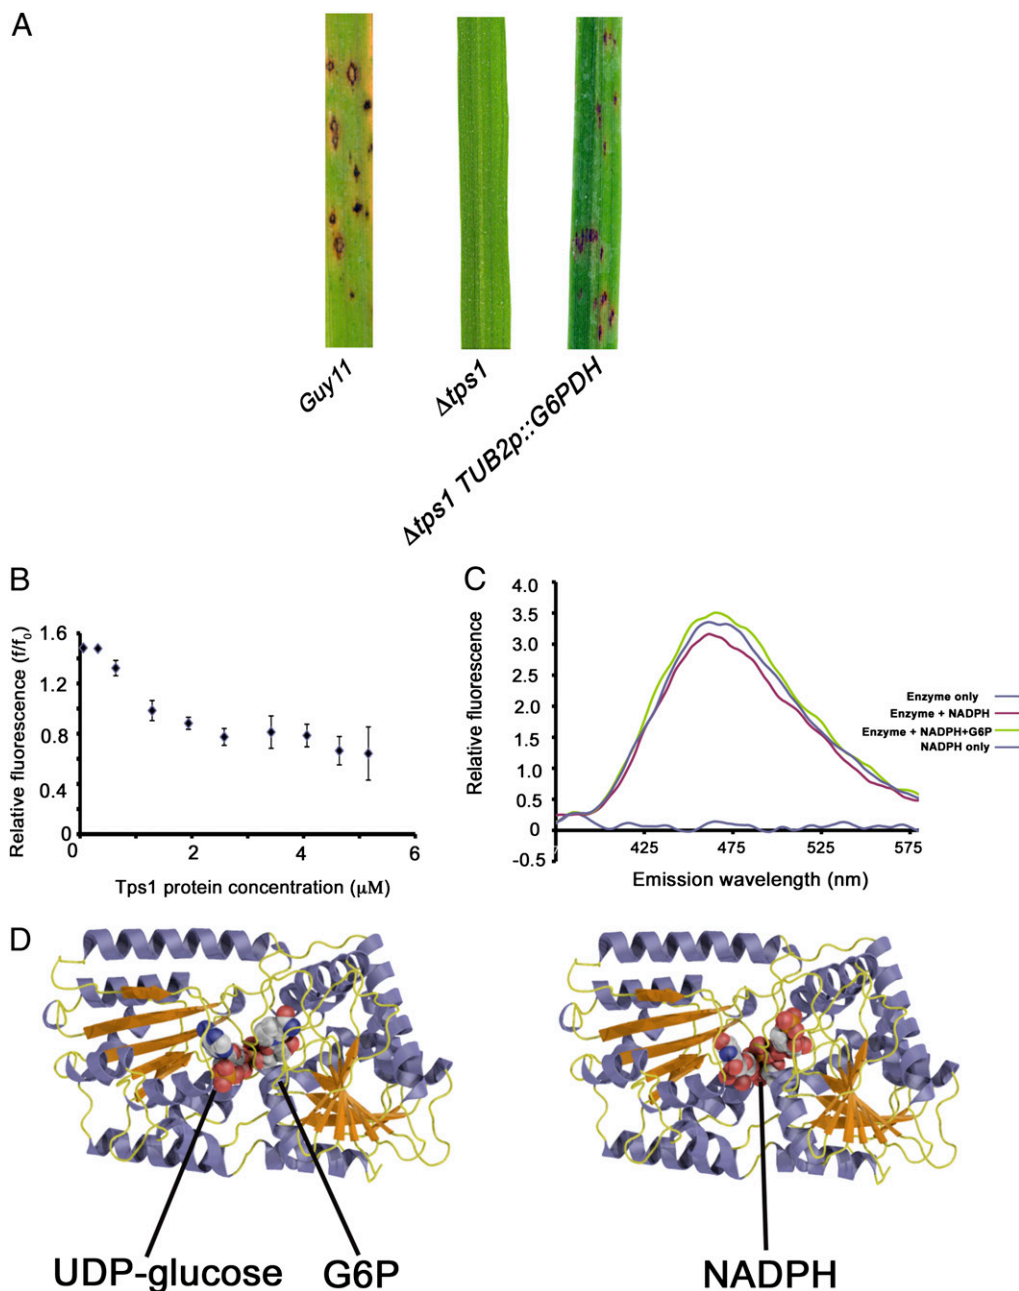 A
Guy11
Δtps1
Δtps1 TUB2p::G6PDH
B
Relative fluorescence (f/f₀)
1.6
1.2
0.8
0.4
0
0
2
4
6
Tps1 protein concentration (μM)
C
Relative fluorescence
4.0
3.5
3.0
2.5
2.0
1.5
1.0
0.5
0
-0.5
425
475
525
575
Emission wavelength (nm)
Enzyme only
Enzyme + NADPH
Enzyme + NADPH+G6P
NADPH only
D
UDP-glucose
G6P
NADPH